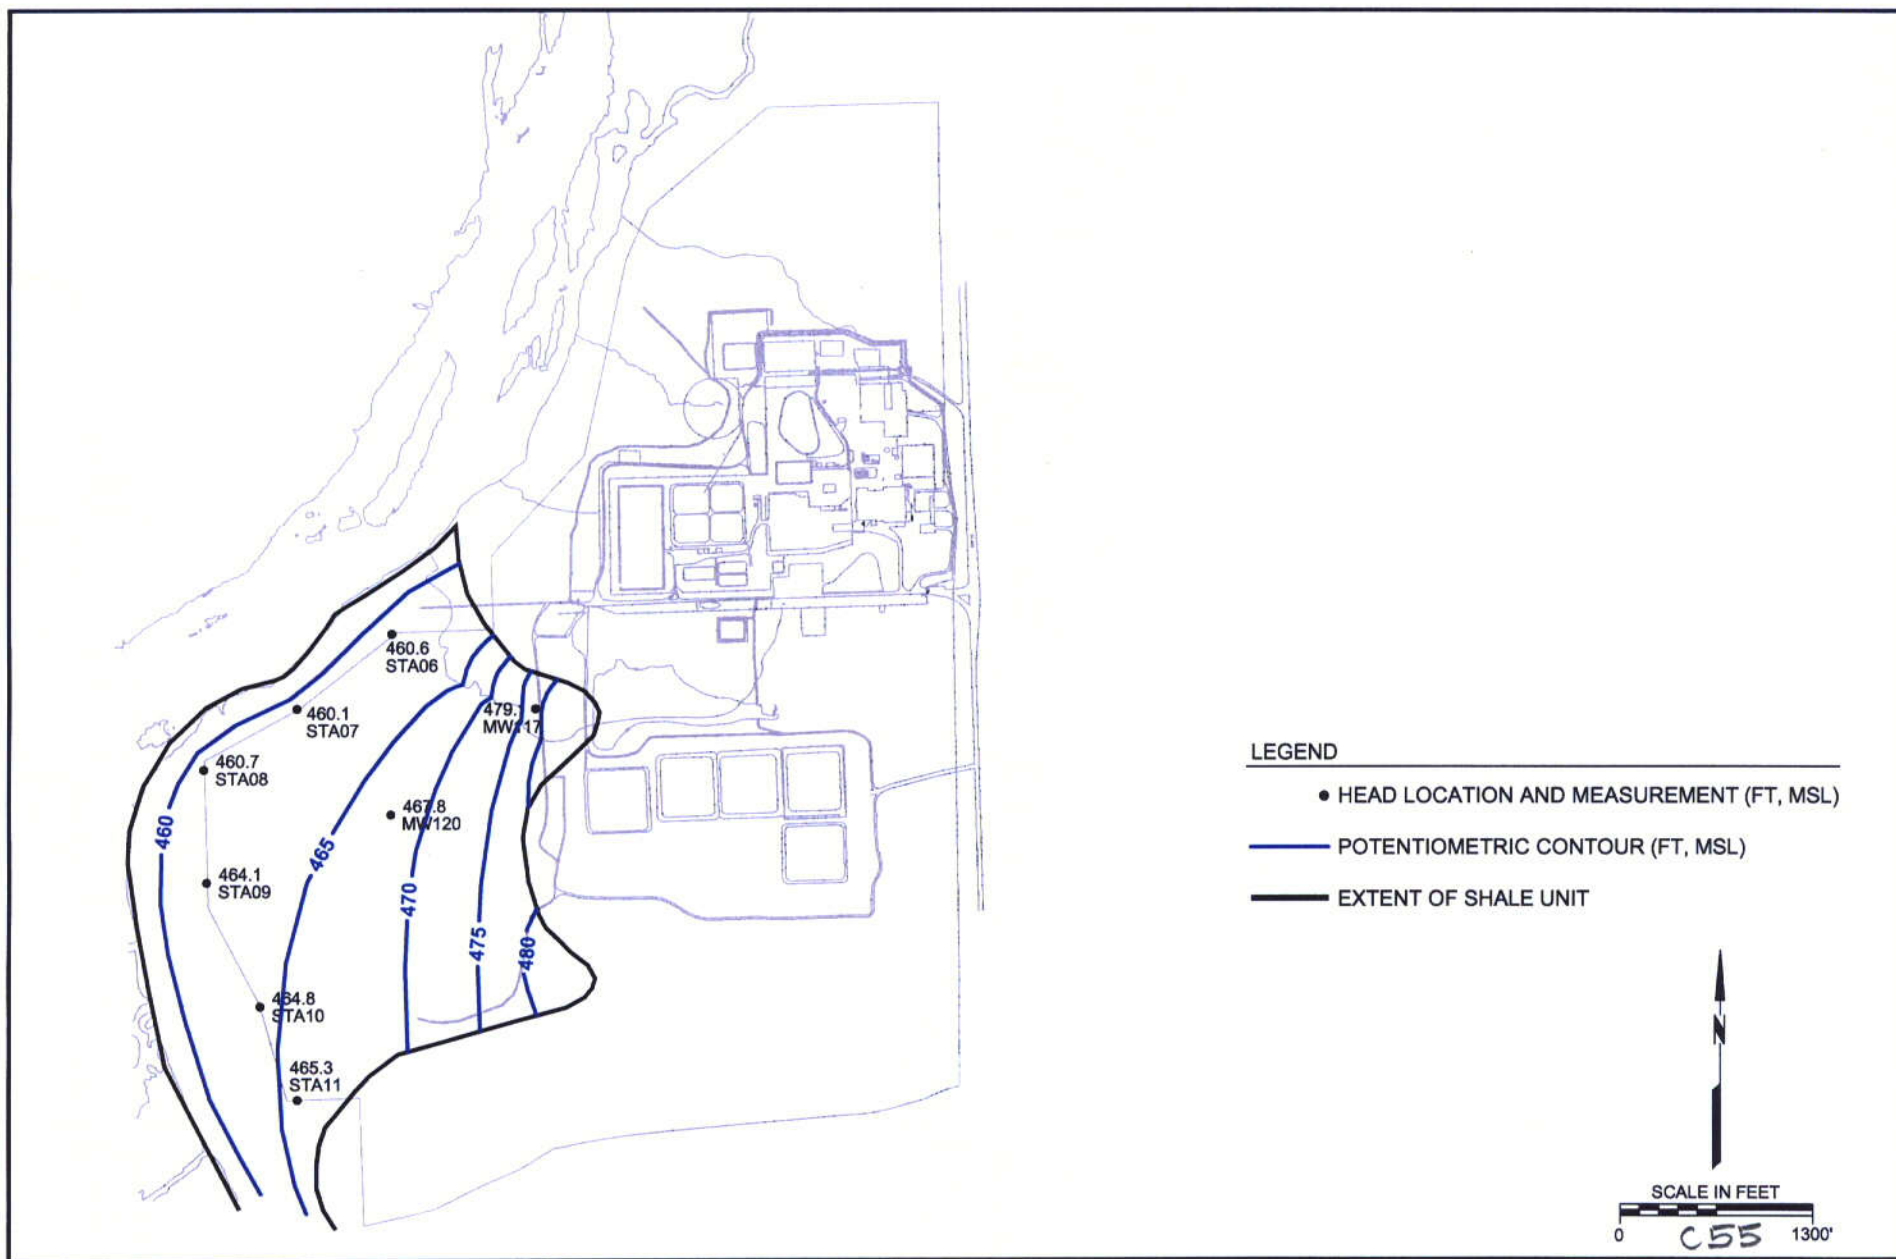 460.6
STA06
460.1
STA07
479.
MW117
460.7
STA08
467.8
MW120
460
465
464.1
STA09
470
475
480
464.8
STA10
465.3
STA11
LEGEND
HEAD LOCATION AND MEASUREMENT (FT, MSL)
POTENTIOMETRIC CONTOUR (FT, MSL)
EXTENT OF SHALE UNIT
N
SCALE IN FEET
0 C55 1300'